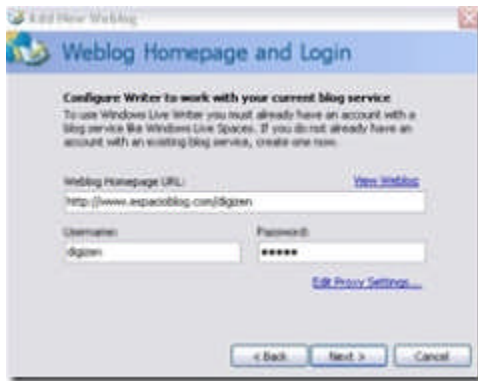 Add New Weblog
Weblog Homepage and Login
Configure Writer to work with your current blog service
To use Windows Live Writer you must already have an account with a
blog service like Windows Live Spaces. If you do not already have an
account with an existing blog service, create one now.
Weblog Homepage URL: View Weblog
http://www.espacioblog.com/digizen
Username: Password:
digizen •••••
Edit Proxy Settings...
< Back Next > Cancel